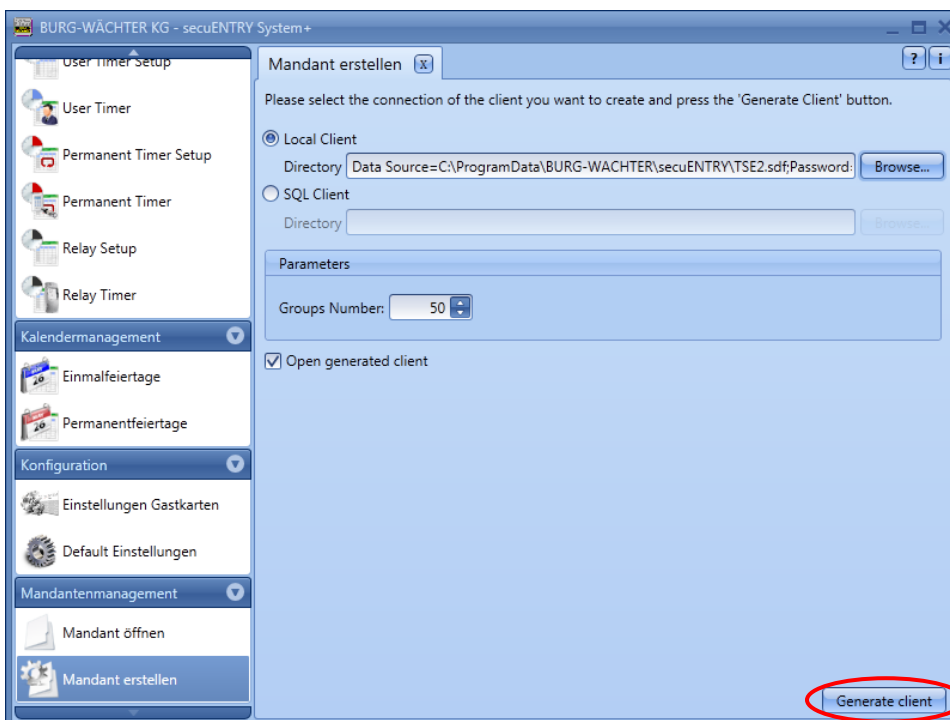 BURG-WÄCHTER KG - secuENTRY System+
User Timer Setup
User Timer
Permanent Timer Setup
Permanent Timer
Relay Setup
Relay Timer
Kalendermanagement
Einmalfeiertage
Permanentfeiertage
Konfiguration
Einstellungen Gastkarten
Default Einstellungen
Mandantenmanagement
Mandant öffnen
Mandant erstellen
Mandant erstellen x
? i
Please select the connection of the client you want to create and press the 'Generate Client' button.
Local Client
Directory Data Source=C:\ProgramData\BURG-WACHTER\secuENTRY\TSE2.sdf;Password: Browse...
SQL Client
Directory Browse...
Parameters
Groups Number: 50
Open generated client
Generate client